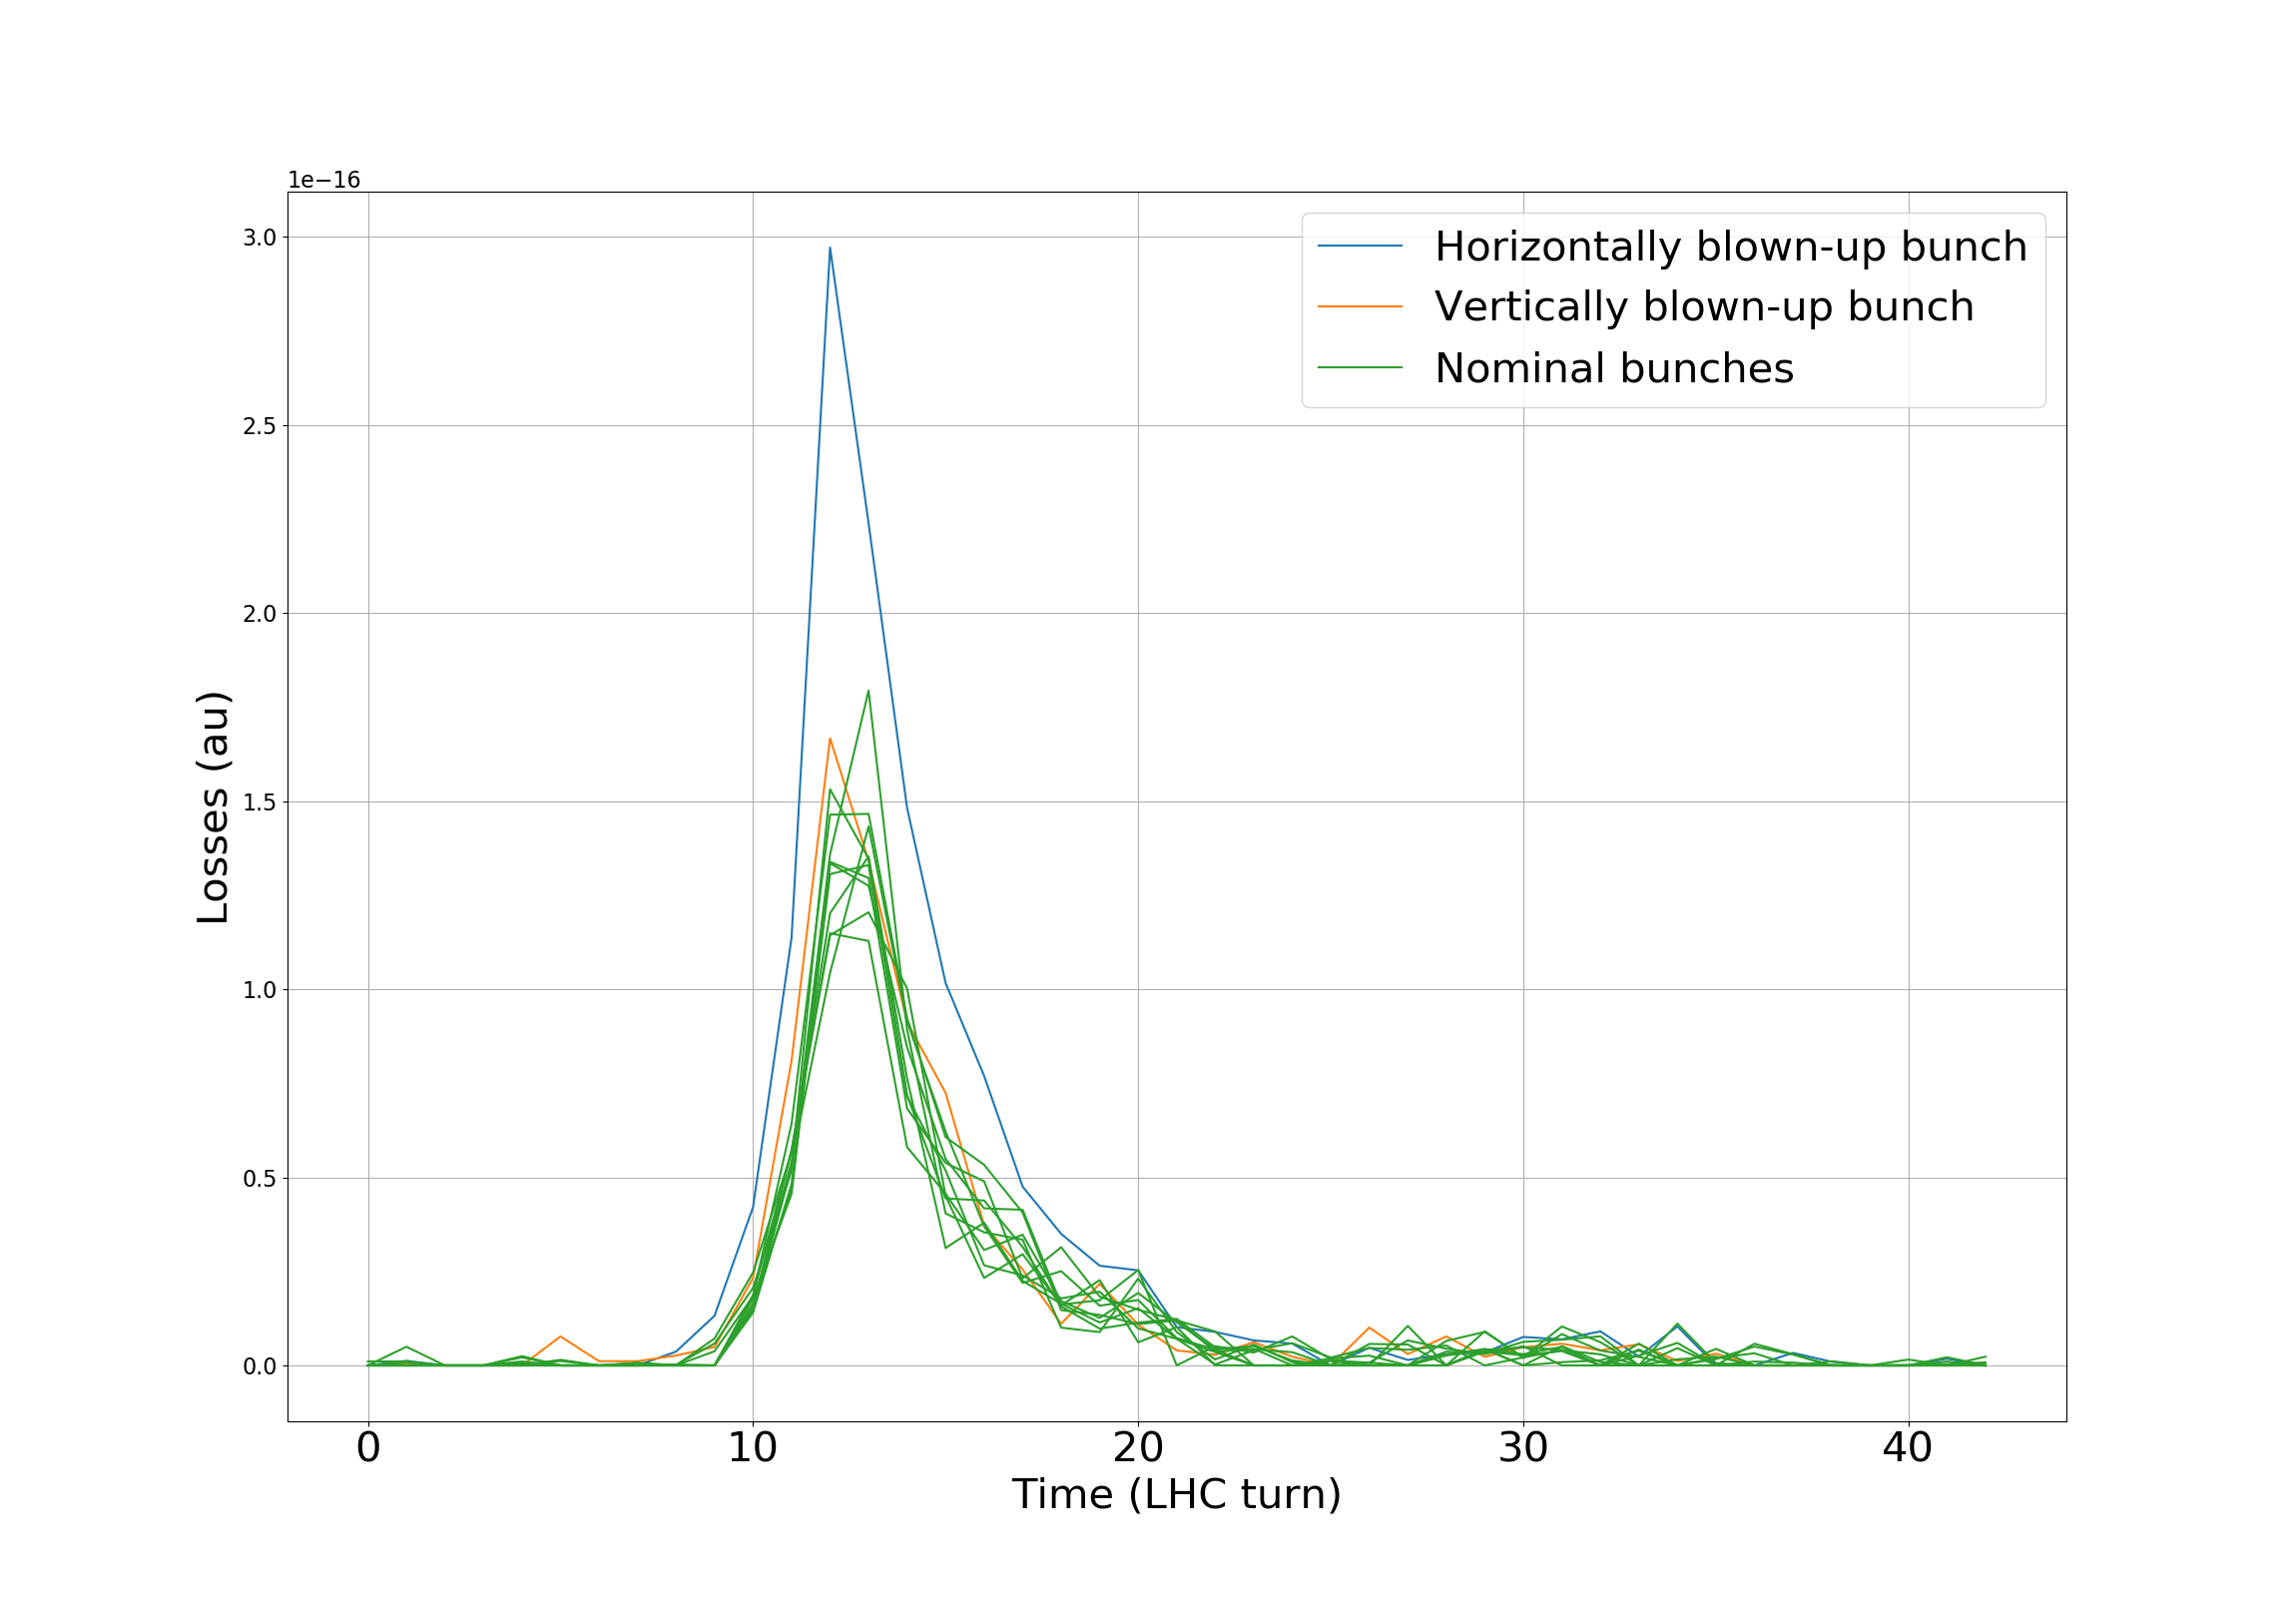 1e−16
3.0
2.5
2.0
1.5
1.0
0.5
0.0
Losses (au)
Horizontally blown-up bunch
Vertically blown-up bunch
Nominal bunches
0 10 20 30 40
Time (LHC turn)